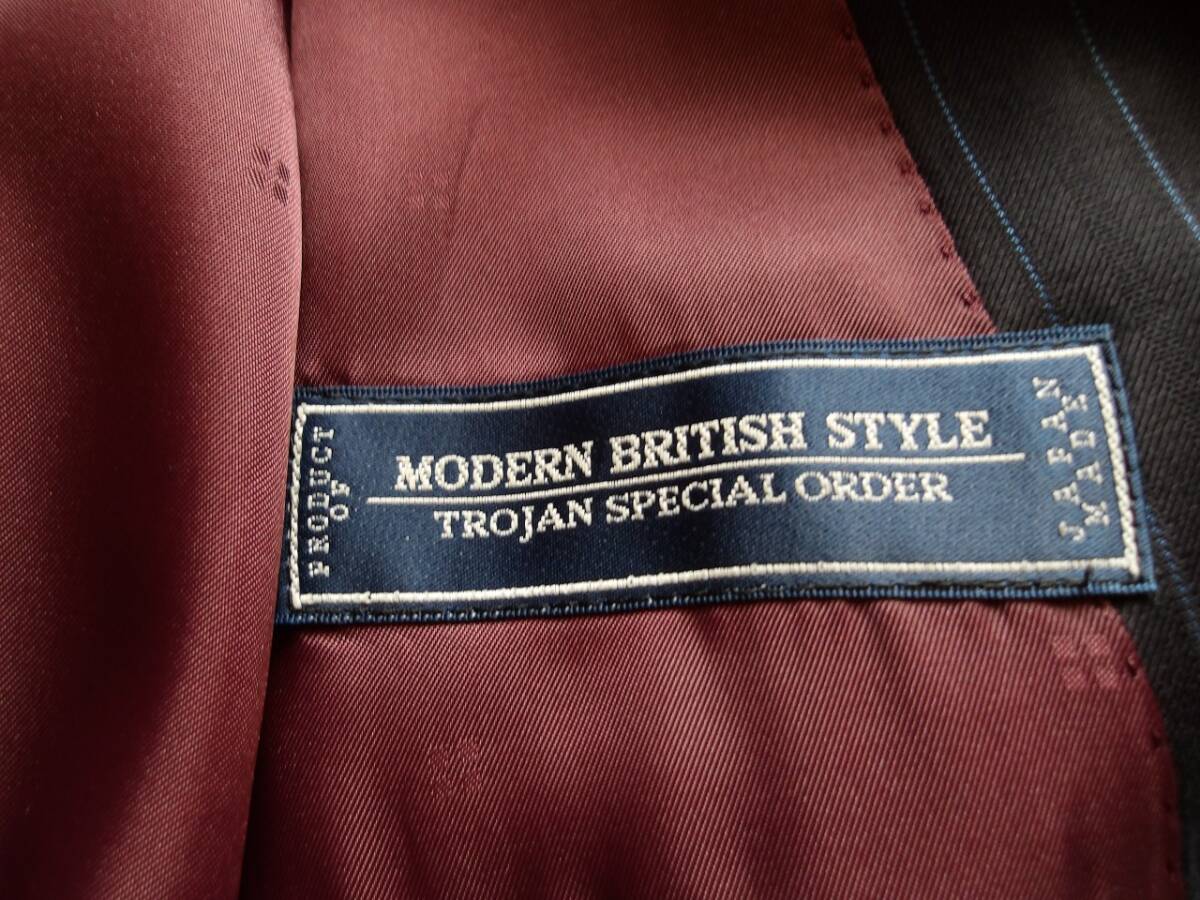 PRODUCT
OF
MODERN BRITISH STYLE
TROJAN SPECIAL ORDER
JAPAN
MADE